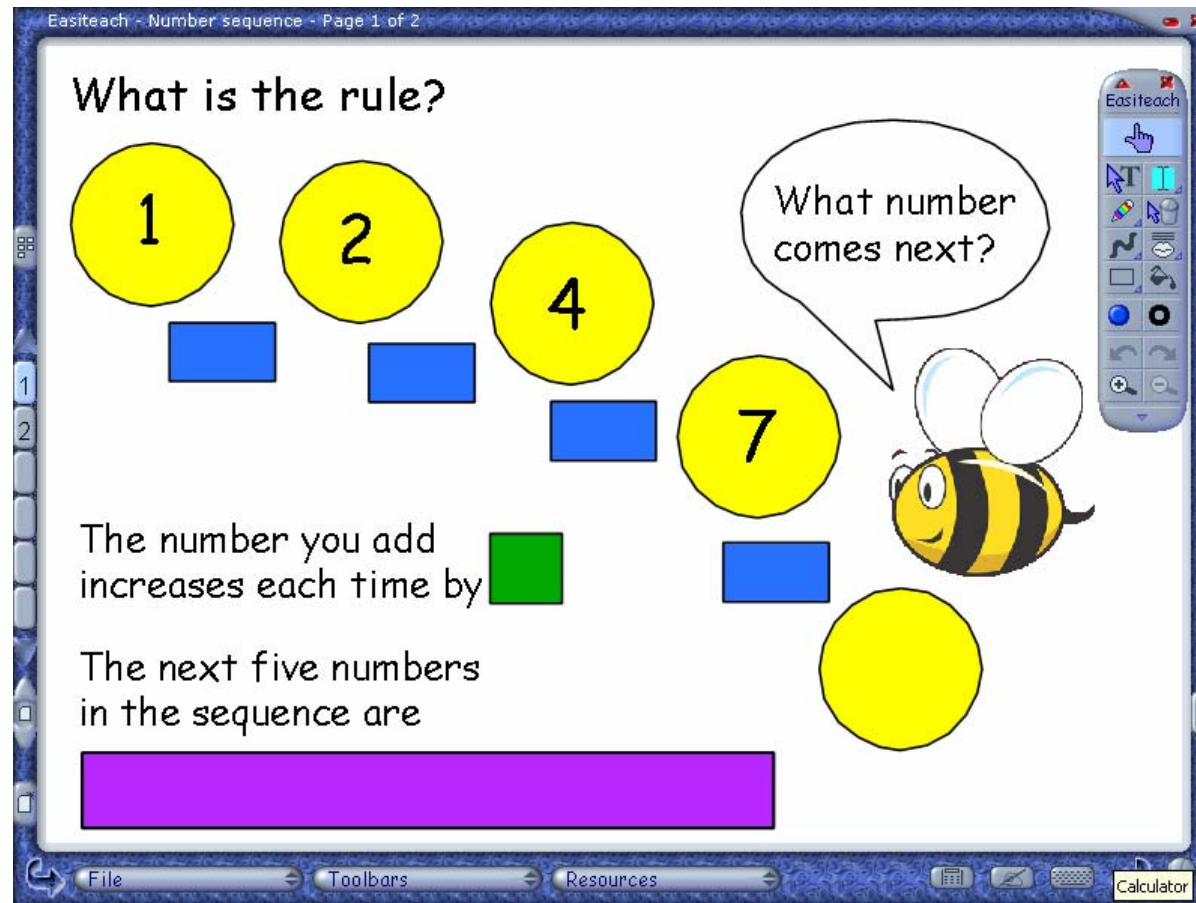 Easiteach - Number sequence - Page 1 of 2
What is the rule?
Easiteach
1
2
4
7
What number
comes next?
1
2
The number you add
increases each time by
The next five numbers
in the sequence are
File
Toolbars
Resources
Calculator